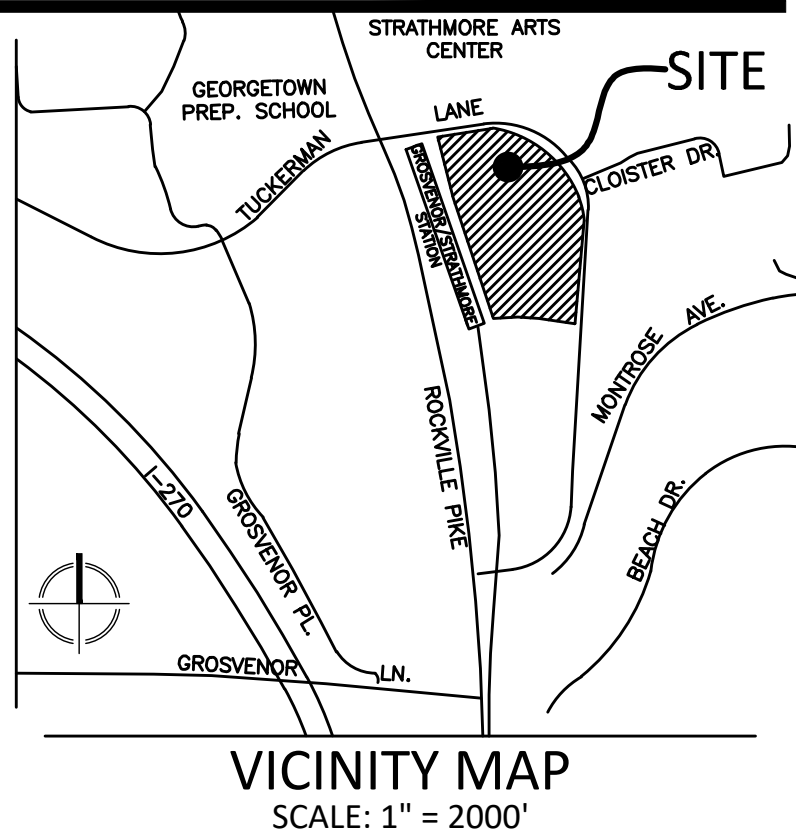 STRATHMORE ARTS
CENTER
SITE
GEORGETOWN
PREP. SCHOOL
LANE
TUCKERMAN
GROSVENOR/STRATHMORE
STATION
CLOISTER DR.
MONTROSE AVE.
ROCKVILLE PIKE
I-270
GROSVENOR PL.
BEACH DR.
GROSVENOR LN.
VICINITY MAP
SCALE: 1" = 2000'